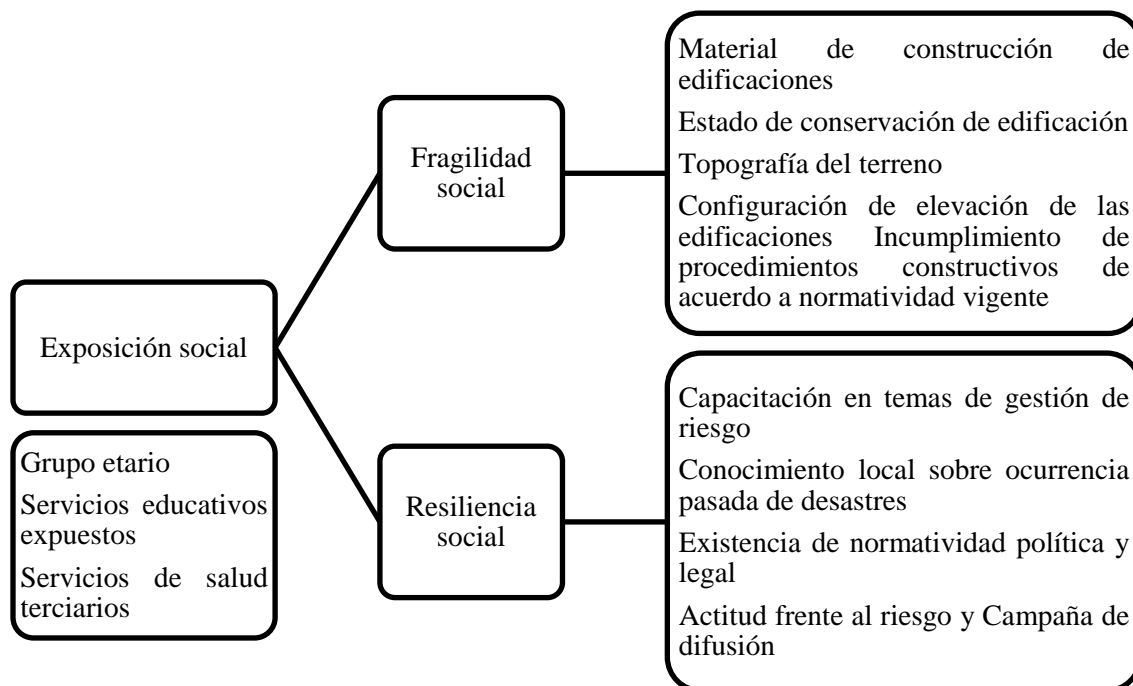 Exposición social
Grupo etario
Servicios educativos
expuestos
Servicios de salud
terciarios
Fragilidad
social
Material de construcción de
edificaciones
Estado de conservación de edificación
Topografía del terreno
Configuración de elevación de las
edificaciones Incumplimiento de
procedimientos constructivos de
acuerdo a normatividad vigente
Resiliencia
social
Capacitación en temas de gestión de
riesgo
Conocimiento local sobre ocurrencia
pasada de desastres
Existencia de normatividad política y
legal
Actitud frente al riesgo y Campaña de
difusión